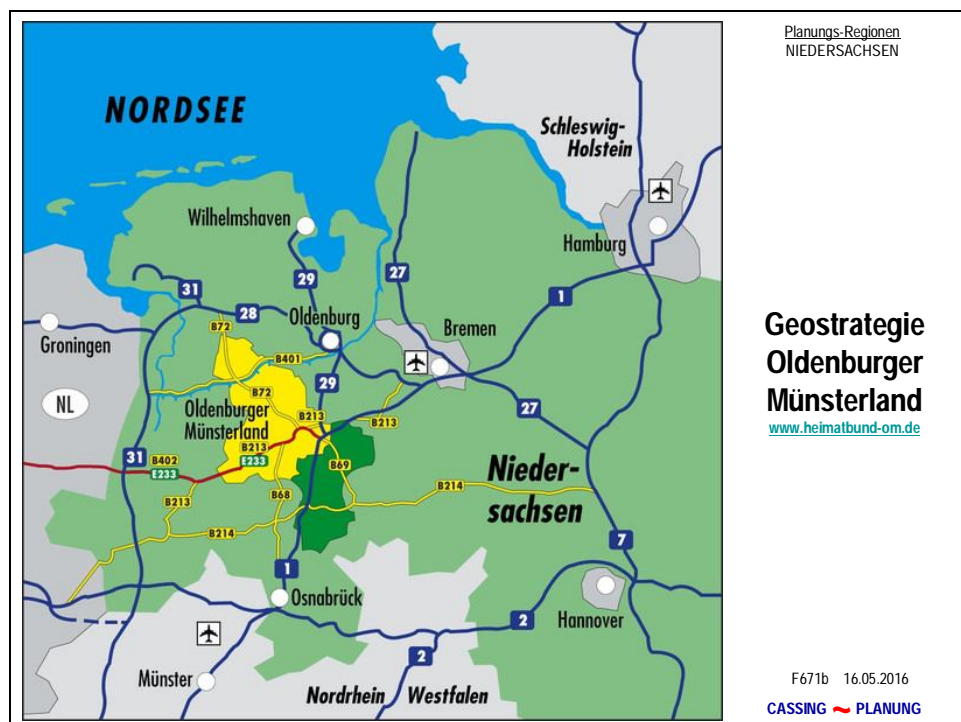 Planungs-Regionen
NIEDERSACHSEN
NORDSEE
Schleswig-
Holstein
Wilhelmshaven
Hamburg
27
29
31
1
28
B72
Oldenburg
Bremen
Groningen
B401
29
B72
NL
Oldenburger
Münsterland
B213
B213
27
31
B402
E233
B213
E233
B69
B213
B68
B214
Nieder-
sachsen
B214
7
1
Osnabrück
2
Hannover
2
Münster
Nordrhein
Westfalen
Geostrategie
Oldenburger
Münsterland
www.heimatbund-om.de
F671b 16.05.2016
CASSING ~ PLANUNG